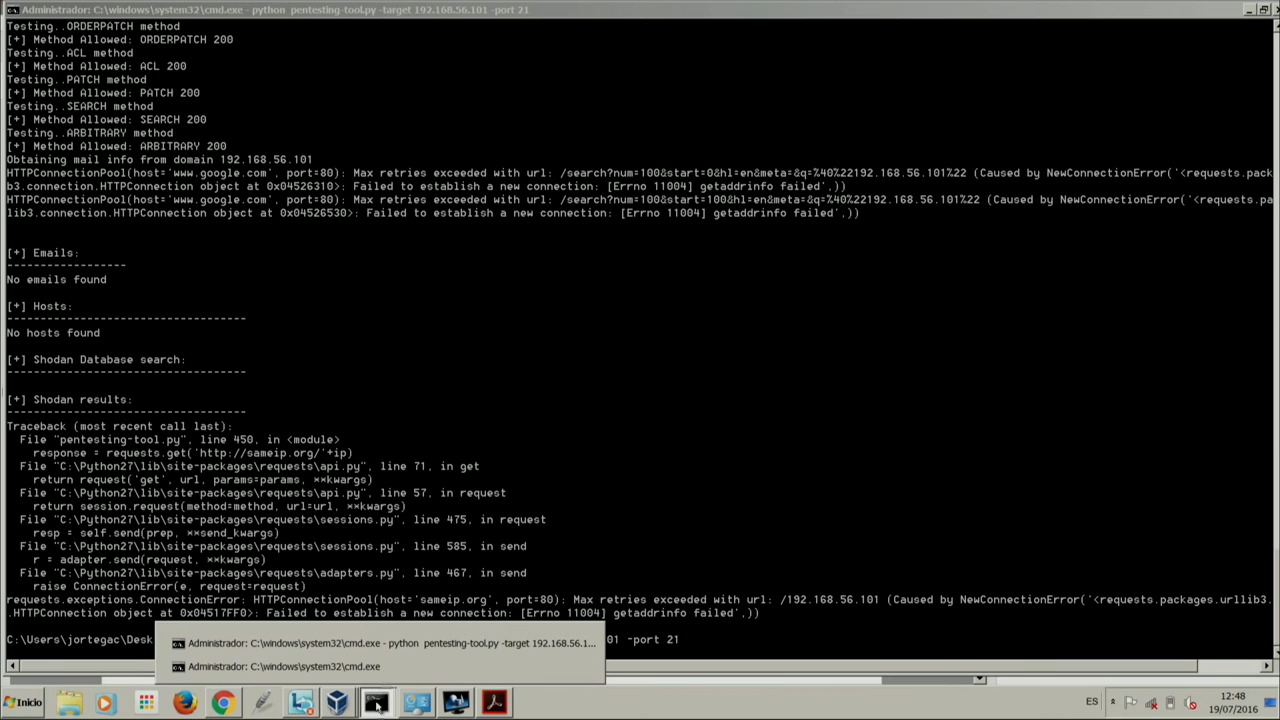 Administrador: C:\windows\system32\cmd.exe - python  pentesting-tool.py -target 192.168.56.101 -port 21
Testing..ORDERPATCH method
[+] Method Allowed: ORDERPATCH 200
Testing..ACL method
[+] Method Allowed: ACL 200
Testing..PATCH method
[+] Method Allowed: PATCH 200
Testing..SEARCH method
[+] Method Allowed: SEARCH 200
Testing..ARBITRARY method
[+] Method Allowed: ARBITRARY 200
Obtaining mail info from domain 192.168.56.101
HTTPConnectionPool(host='www.google.com', port=80): Max retries exceeded with url: /search?num=100&start=0&hl=en&meta=&q=%40%22192.168.56.101%22 (Caused by NewConnectionError('<requests.pack
b3.connection.HTTPConnection object at 0x04526310>: Failed to establish a new connection: [Errno 11004] getaddrinfo failed',))
HTTPConnectionPool(host='www.google.com', port=80): Max retries exceeded with url: /search?num=100&start=100&hl=en&meta=&q=%40%22192.168.56.101%22 (Caused by NewConnectionError('<requests.pa
lib3.connection.HTTPConnection object at 0x04526530>: Failed to establish a new connection: [Errno 11004] getaddrinfo failed',))
[+] Emails:
------------------
No emails found
[+] Hosts:
------------------------------------
No hosts found
[+] Shodan Database search:
------------------------------------
[+] Shodan results:
------------------------------------
Traceback (most recent call last):
  File "pentesting-tool.py", line 450, in <module>
    response = requests.get('http://sameip.org/'+ip)
  File "C:\Python27\lib\site-packages\requests\api.py", line 71, in get
    return request('get', url, params=params, **kwargs)
  File "C:\Python27\lib\site-packages\requests\api.py", line 57, in request
    return session.request(method=method, url=url, **kwargs)
  File "C:\Python27\lib\site-packages\requests\sessions.py", line 475, in request
    resp = self.send(prep, **send_kwargs)
  File "C:\Python27\lib\site-packages\requests\sessions.py", line 585, in send
    r = adapter.send(request, **kwargs)
  File "C:\Python27\lib\site-packages\requests\adapters.py", line 467, in send
    raise ConnectionError(e, request=request)
requests.exceptions.ConnectionError: HTTPConnectionPool(host='sameip.org', port=80): Max retries exceeded with url: /192.168.56.101 (Caused by NewConnectionError('<requests.packages.urllib3.
.HTTPConnection object at 0x04517FF0>: Failed to establish a new connection: [Errno 11004] getaddrinfo failed',))
C:\Users\jortegac\Desk 01 -port 21
Administrador: C:\windows\system32\cmd.exe - python  pentesting-tool.py -target 192.168.56.1...
Administrador: C:\windows\system32\cmd.exe
Inicio
ES
12:48
19/07/2016